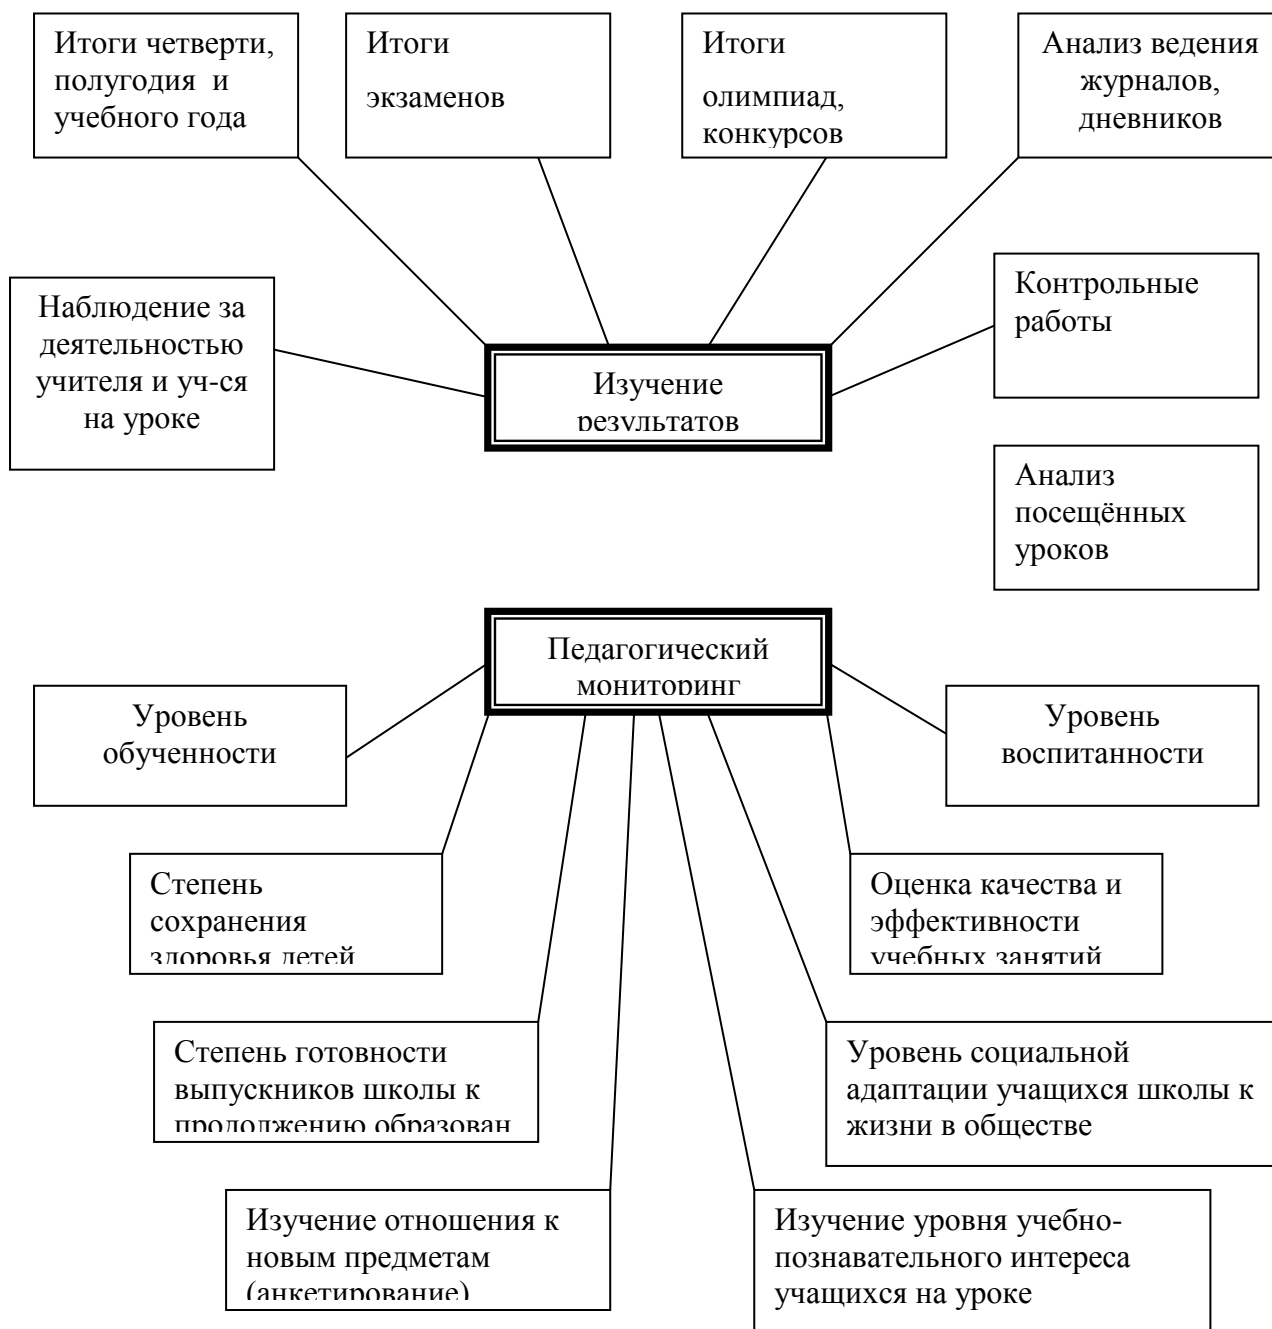 Итоги четверти,
полугодия и
учебного года
Итоги
экзаменов
Итоги
олимпиад,
конкурсов
Анализ ведения
журналов,
дневников
Наблюдение за
деятельностью
учителя и уч-ся
на уроке
Изучение
результатов
Контрольные
работы
Анализ
посещённых
уроков
Педагогический
мониторинг
Уровень
обученности
Уровень
воспитанности
Степень
сохранения
здоровья детей
Оценка качества и
эффективности
учебных занятий
Степень готовности
выпускников школы к
продолжению образован
Уровень социальной
адаптации учащихся школы к
жизни в обществе
Изучение отношения к
новым предметам
(анкетирование)
Изучение уровня учебно-
познавательного интереса
учащихся на уроке